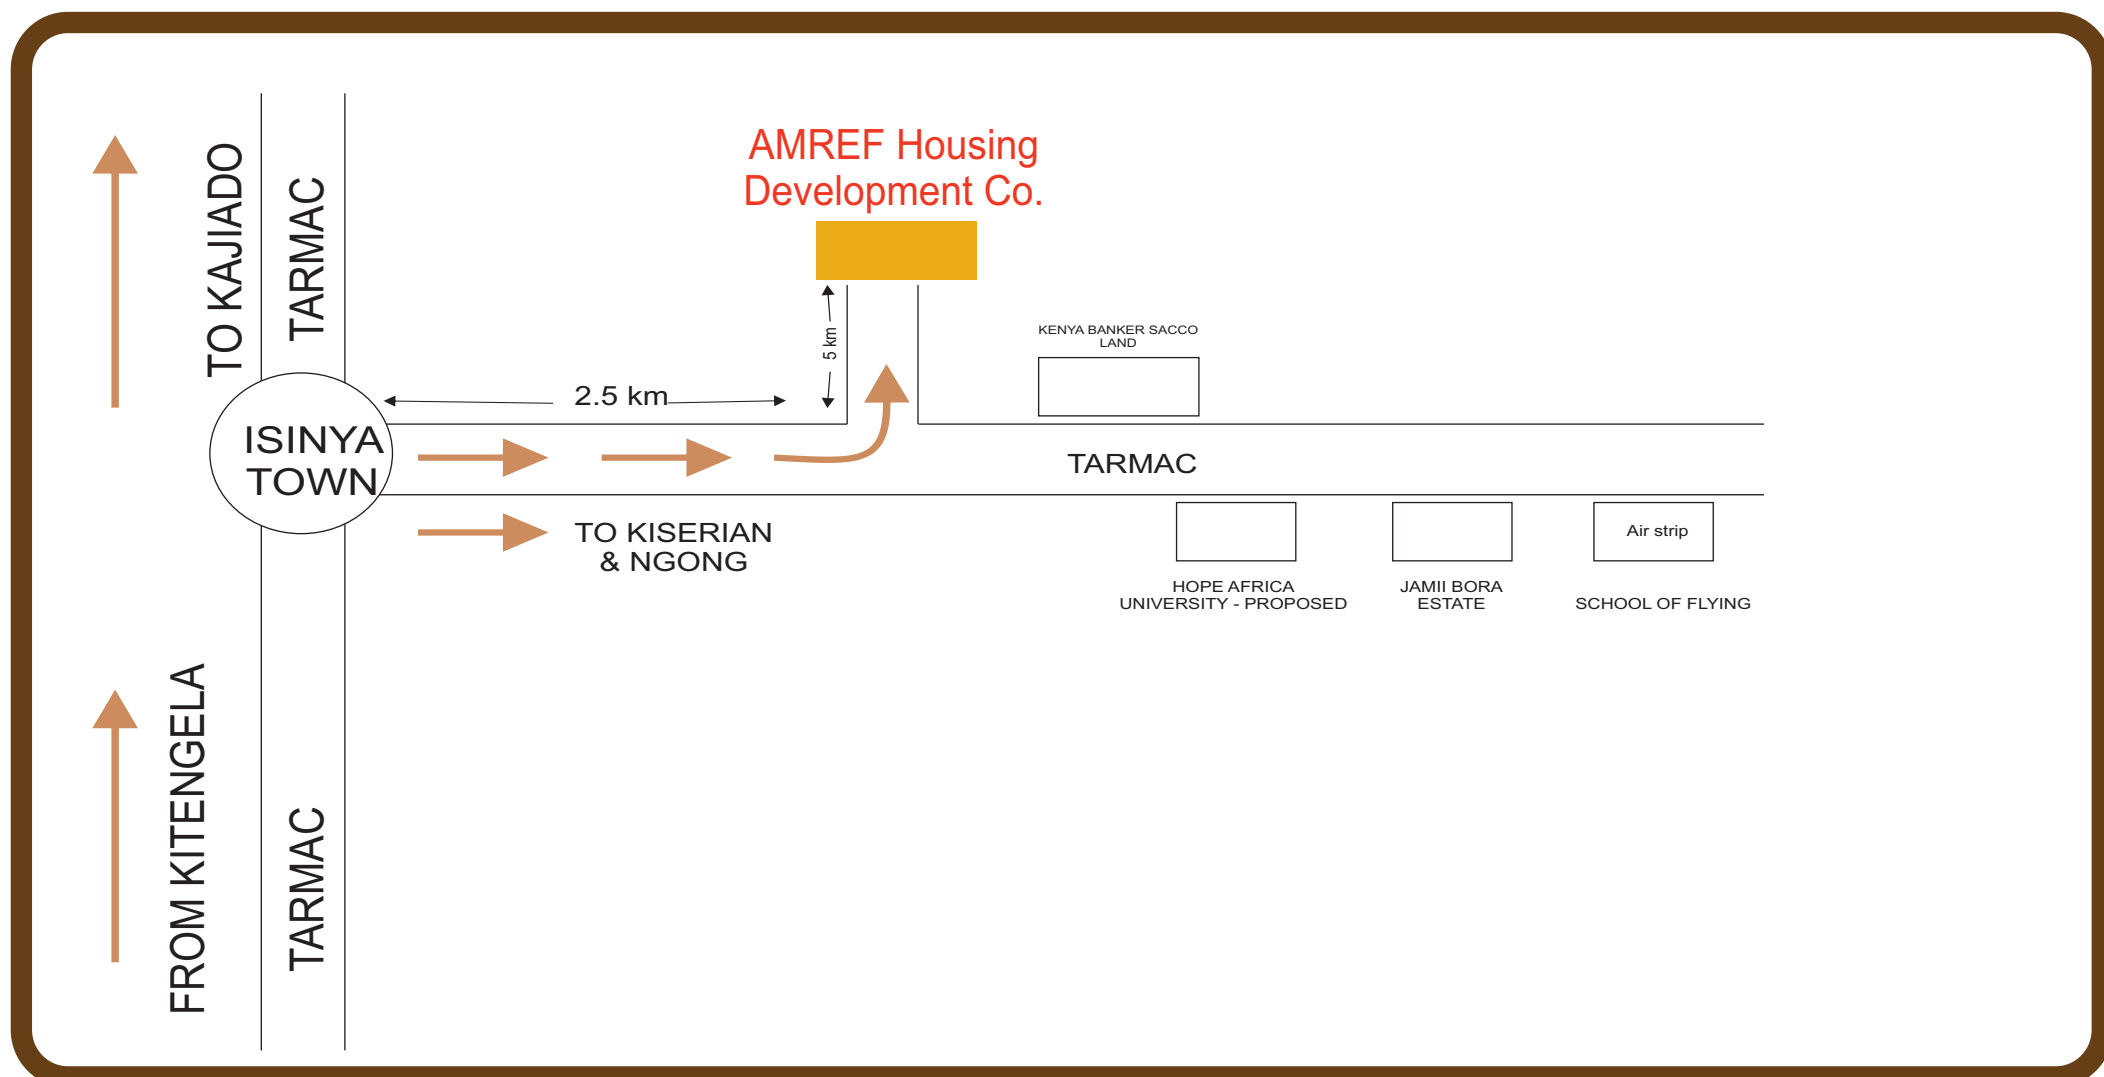 AMREF Housing
Development Co.
TO KAJIADO
TARMAC
5 km
KENYA BANKER SACCO
LAND
2.5 km
ISINYA
TOWN
TARMAC
TO KISERIAN
& NGONG
Air strip
HOPE AFRICA
UNIVERSITY - PROPOSED
JAMII BORA
ESTATE
SCHOOL OF FLYING
FROM KITENGELA
TARMAC